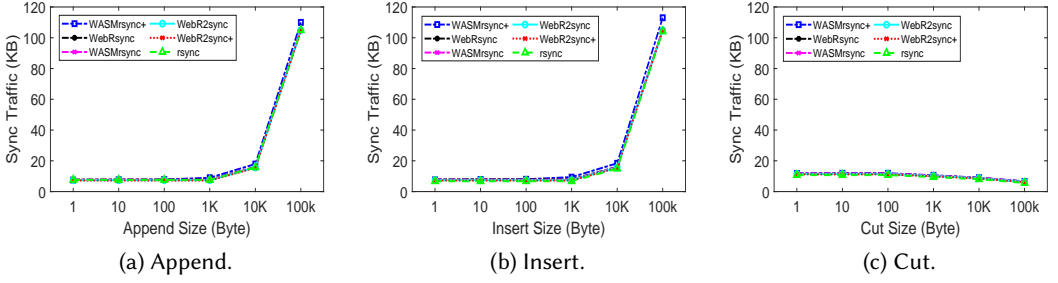 Sync Traffic (KB)
120
100
80
60
40
20
0
WASMrsync+
WebRsync
WASMrsync
WebR2sync
WebR2sync+
rsync
1 10 100 1K 10K 100k
Append Size (Byte)
(a) Append.
Sync Traffic (KB)
120
100
80
60
40
20
0
WASMrsync+
WebRsync
WASMrsync
WebR2sync
WebR2sync+
rsync
1 10 100 1K 10K 100k
Insert Size (Byte)
(b) Insert.
Sync Traffic (KB)
120
100
80
60
40
20
0
WASMrsync+
WebRsync
WASMrsync
WebR2sync
WebR2sync+
rsync
1 10 100 1K 10K 100k
Cut Size (Byte)
(c) Cut.